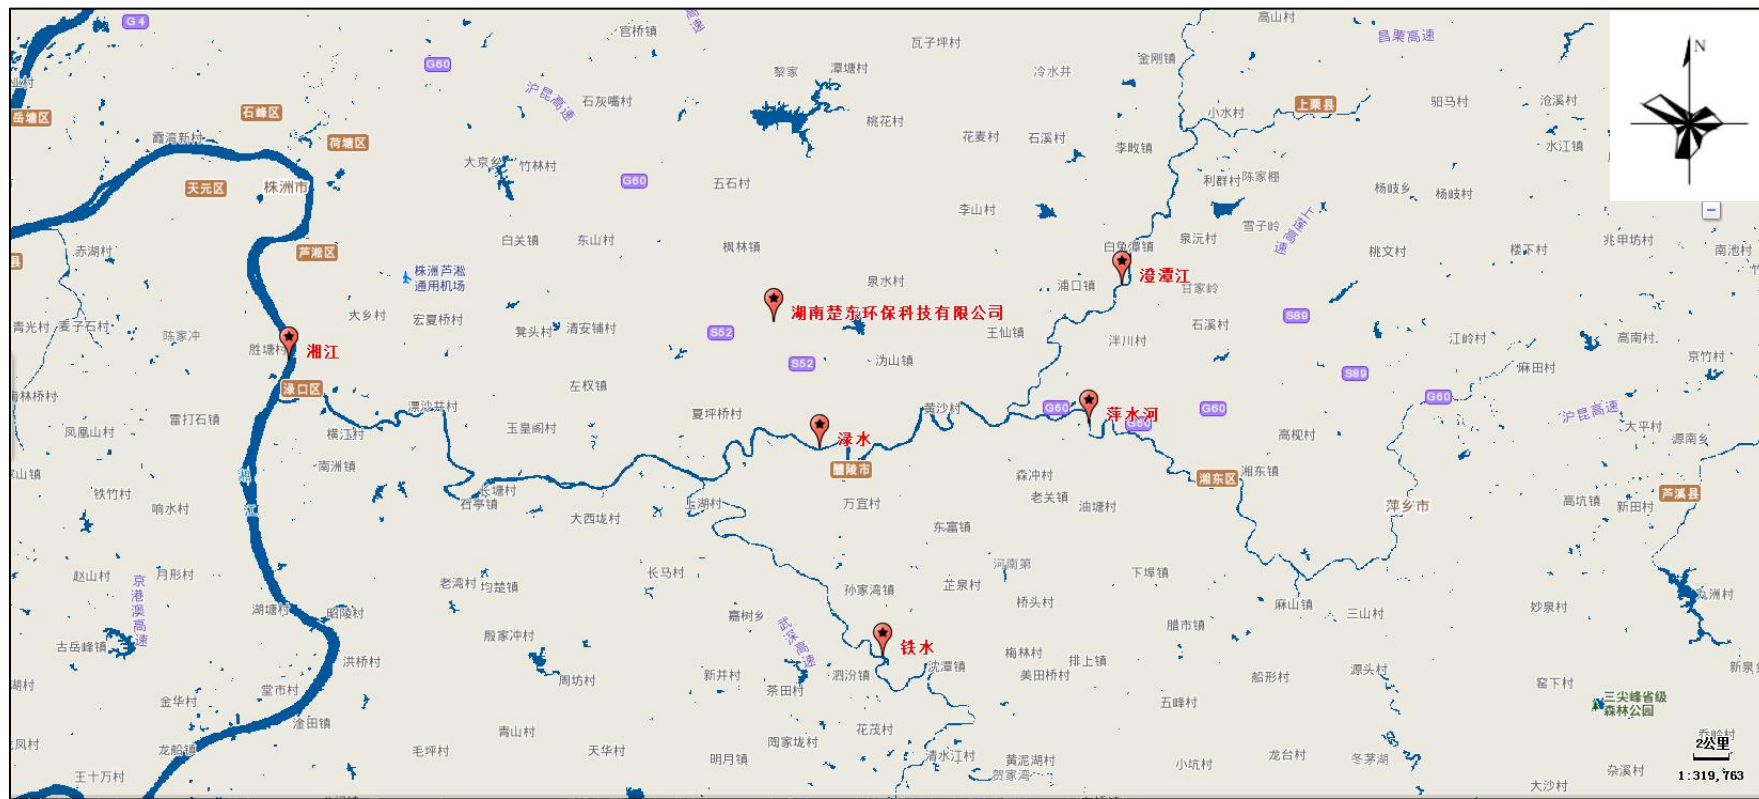 G4
官桥镇
高山村
昌栗高速
N
瓦子坪村
G60
黎家
潭塘村
冷水井
金刚镇
沪昆高速
石灰嘴村
上栗县
驲马村
沧溪村
岳塘区
石峰区
小水村
桃花村
霞湾新村
荷塘区
花麦村
石溪村
李畋镇
水江镇
大京乡
竹林村
天元区
株洲市
G60
五石村
利群村
陈家棚
杨岐乡
杨岐村
李山村
白关镇
东山村
枫林镇
白兔潭镇
泉沅村
雪子岭
上莲高速
兆甲坊村
赤湖村
芦淞区
桃文村
楼下村
南池村
株洲芦淞
通用机场
泉水村
浦口镇
澄潭江
甘家岭
大乡村
宏夏桥村
湖南楚东环保科技有限公司
S89
青光村
麦子石村
陈家冲
凳头村
清安铺村
S52
王仙镇
石溪村
泮川村
江岭村
高南村
胜塘村
湘江
S52
沩山镇
京竹村
麻田村
渌口区
左权镇
S89
梅林桥村
漂沙井村
夏坪桥村
黄沙村
G60
萍水河
G60
G60
沪昆高速
雷打石镇
凤凰山村
横江村
玉皇阁村
渌水
G60
高枧村
大平村
源南乡
南洲镇
醴陵市
森冲村
湘东区
湘东镇
湘
江
铁竹村
长塘村
石亭镇
上湖村
万宜村
老关镇
油塘村
萍乡市
高坑镇
新田村
芦溪县
响水村
大西垅村
东富镇
赵山村
月形村
京港澳高速
老湾村
均楚镇
长马村
河南第
下埠镇
孙家湾镇
芷泉村
湖塘村
昭陵村
嘉树乡
桥头村
麻山镇
三山村
妙泉村
古岳峰镇
殷家冲村
武深高速
铁水
腊市镇
洪桥村
梅林村
排上镇
新井村
泗汾镇
沈潭镇
美田桥村
船形村
源头村
堂市村
周坊村
茶田村
窑下村
金华村
五峰村
三尖峰省级
森林公园
淦田镇
青山村
花茂村
龙船镇
毛坪村
天华村
陶家垅村
明月镇
清水江村
黄泥湖村
贺家湾
小坑村
龙台村
冬茅湖
2公里
王十万村
杂溪村
1:319,763
大沙村